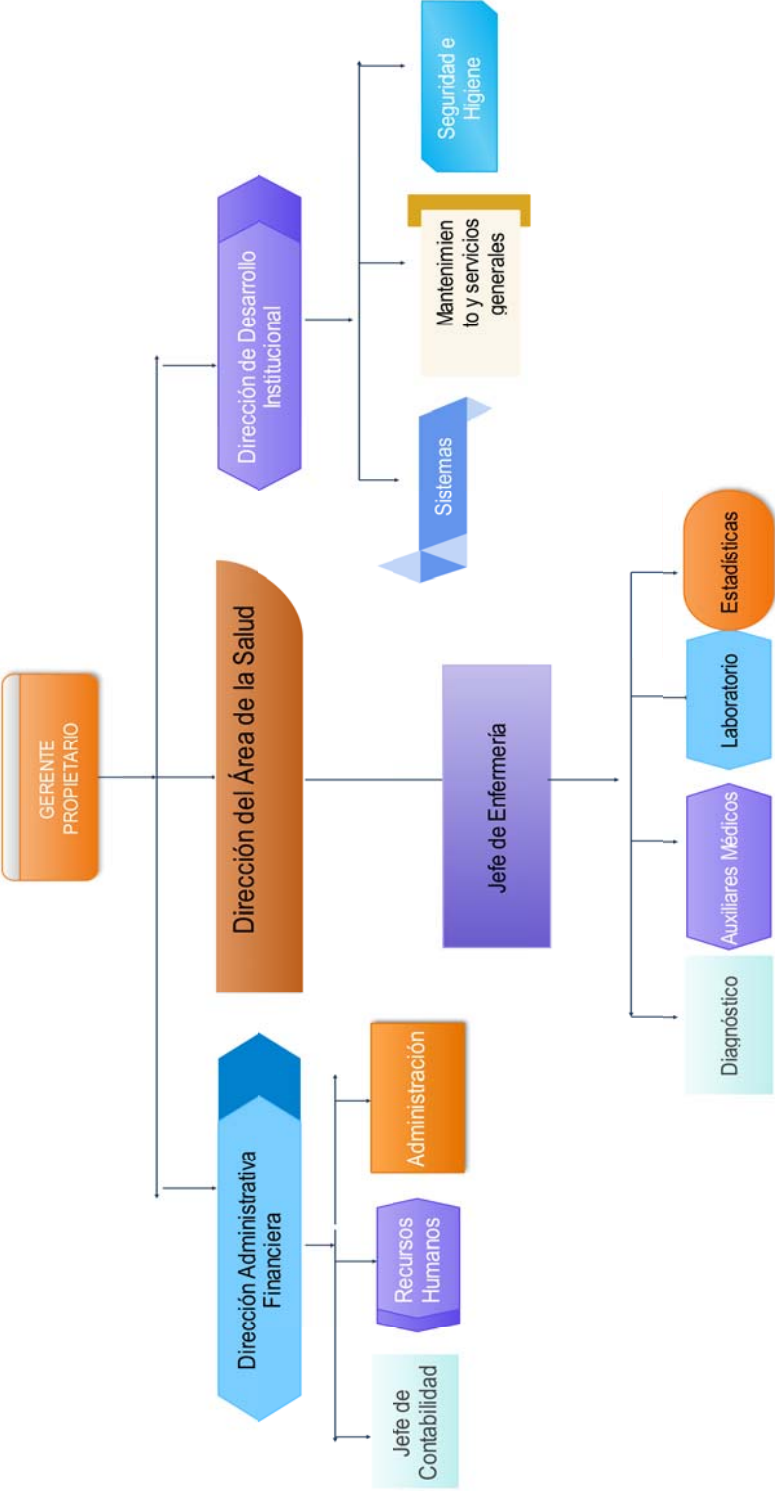 GERENTE
PROPIETARIO
Dirección Administrativa
Financiera
Dirección del Área de la Salud
Dirección de Desarrollo
Institucional
Jefe de
Contabilidad
Recursos
Humanos
Administración
Jefe de Enfermería
Sistemas
Mantenimien
to y servicios
generales
Seguridad e
Higiene
Diagnóstico
Auxiliares Médicos
Laboratorio
Estadísticas